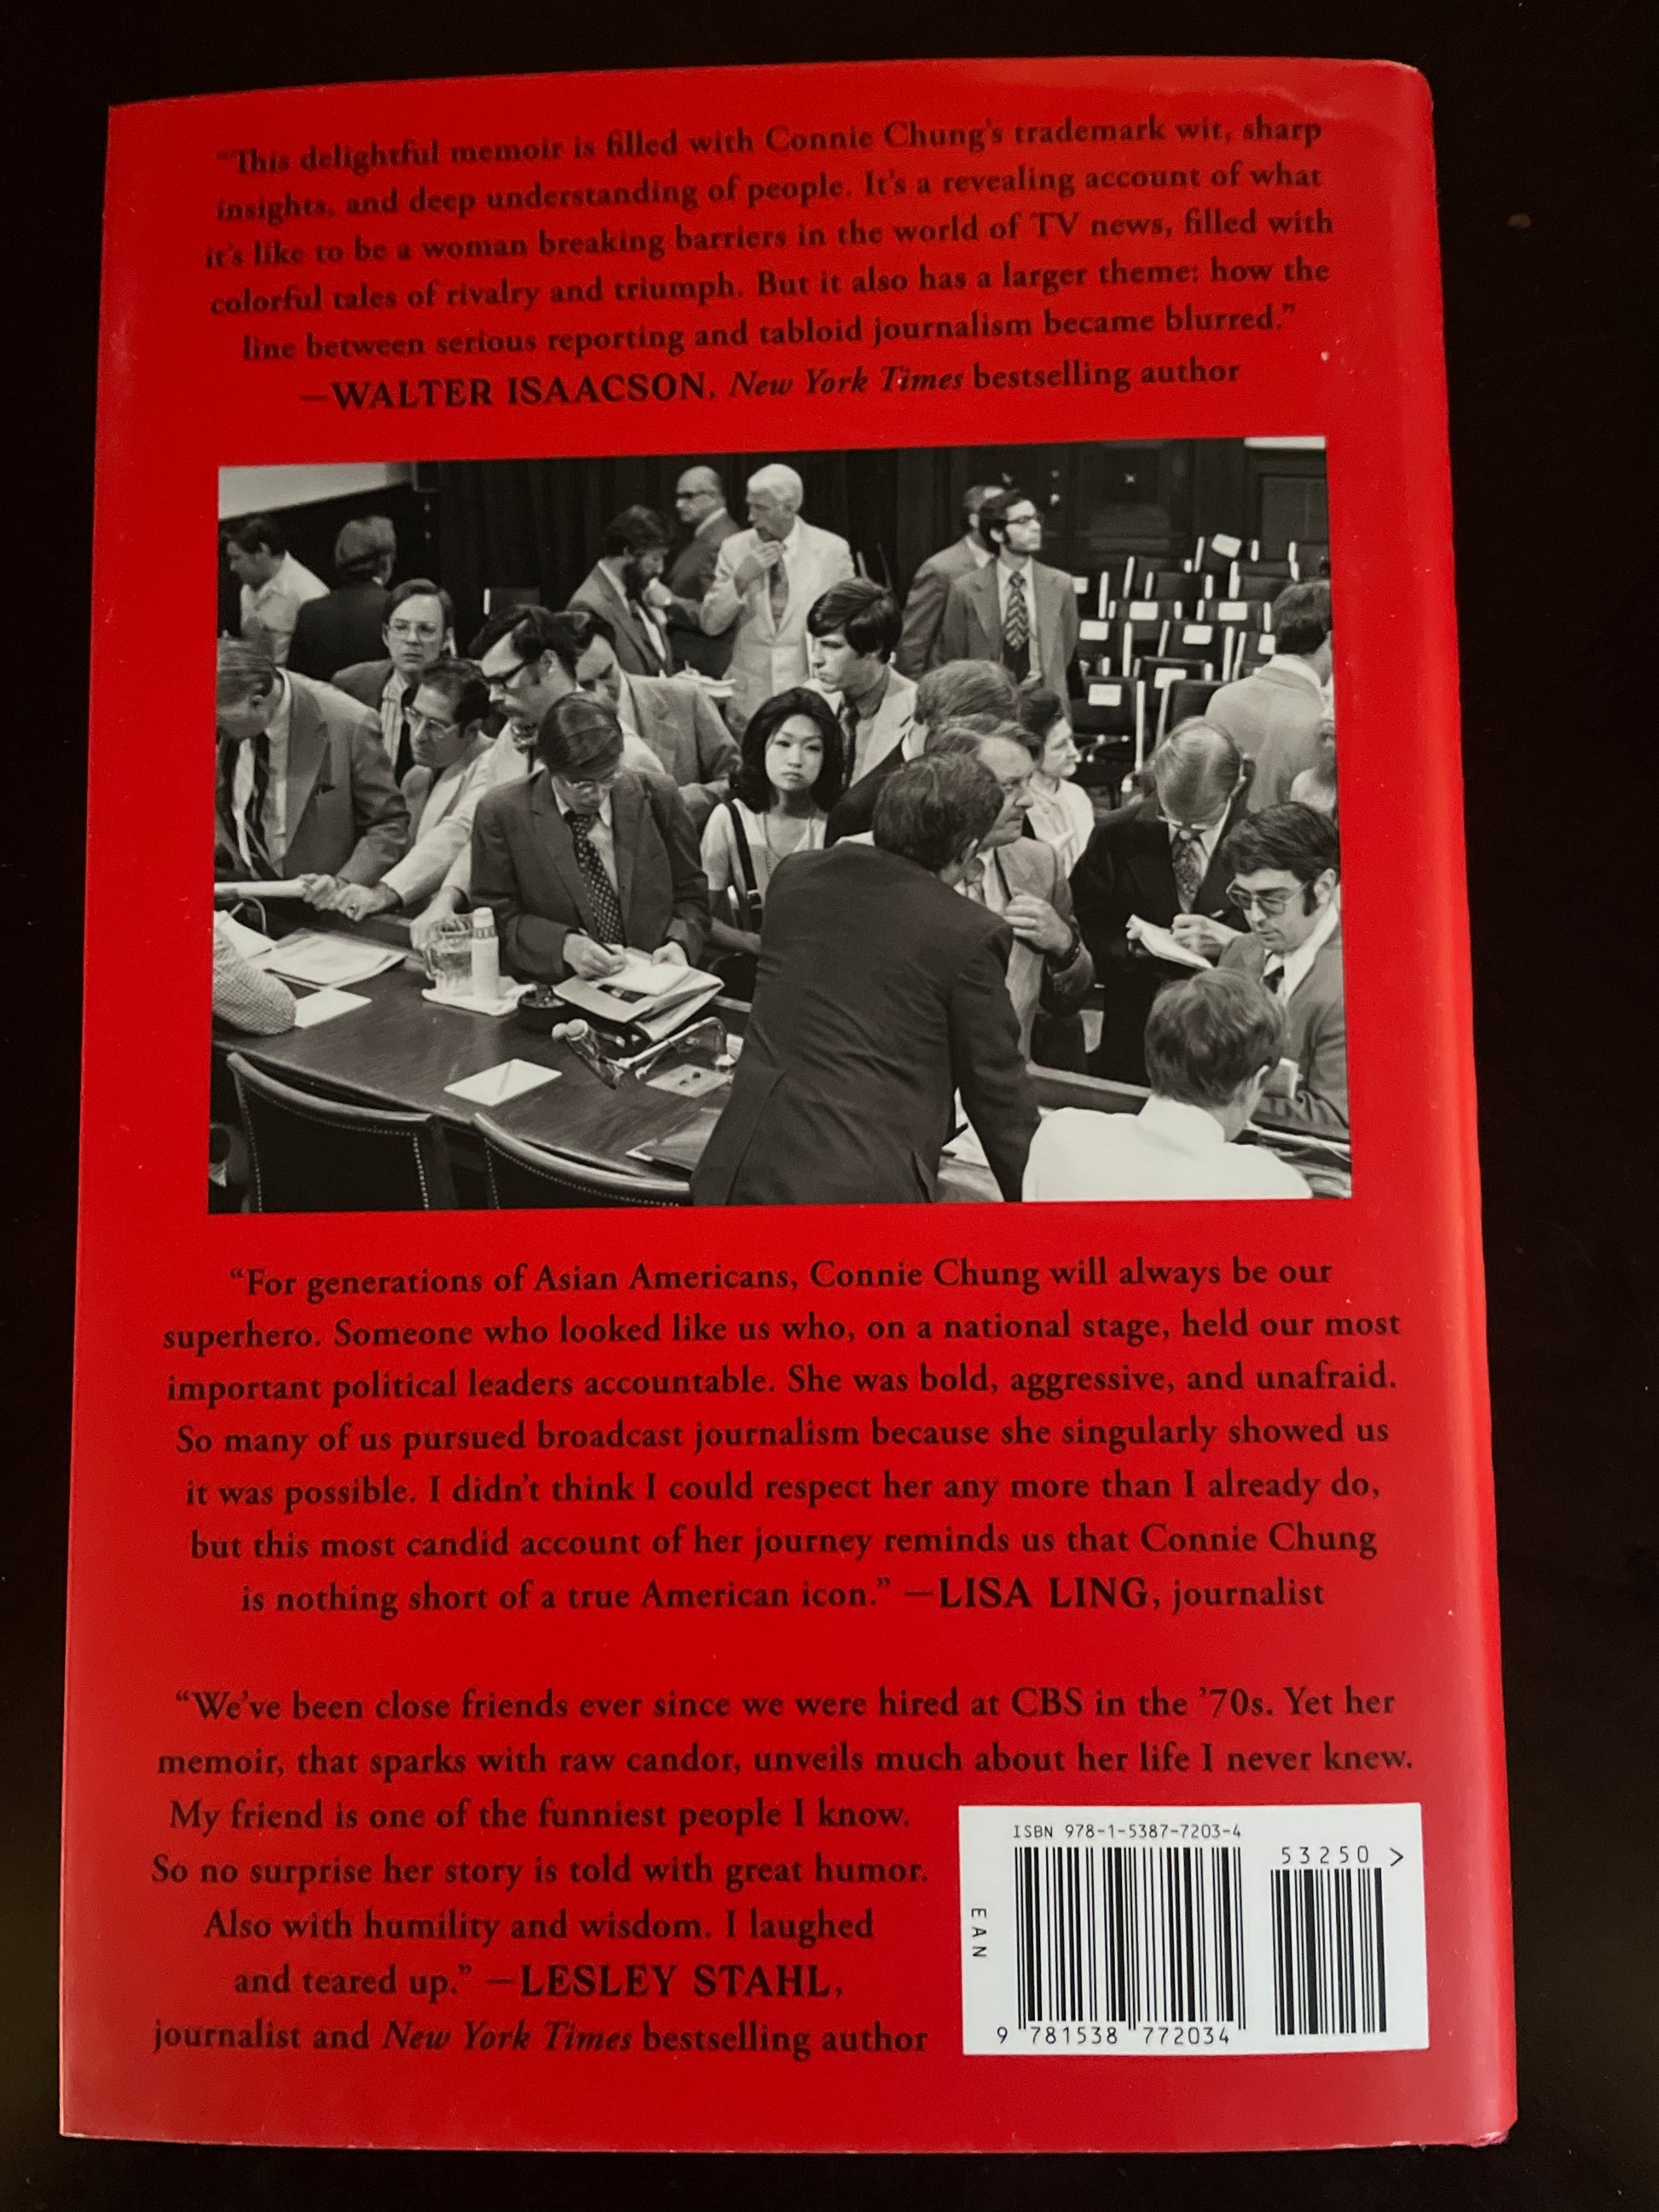 “This delightful memoir is filled with Connie Chung’s trademark wit, sharp
insights, and deep understanding of people. It’s a revealing account of what
it’s like to be a woman breaking barriers in the world of TV news, filled with
colorful tales of rivalry and triumph. But it also has a larger theme: how the
line between serious reporting and tabloid journalism became blurred.”
—WALTER ISAACSON, New York Times bestselling author
“For generations of Asian Americans, Connie Chung will always be our
superhero. Someone who looked like us who, on a national stage, held our most
important political leaders accountable. She was bold, aggressive, and unafraid.
So many of us pursued broadcast journalism because she singularly showed us
it was possible. I didn’t think I could respect her any more than I already do,
but this most candid account of her journey reminds us that Connie Chung
is nothing short of a true American icon.” —LISA LING, journalist
“We’ve been close friends ever since we were hired at CBS in the ’70s. Yet her
memoir, that sparks with raw candor, unveils much about her life I never knew.
My friend is one of the funniest people I know.
So no surprise her story is told with great humor.
Also with humility and wisdom. I laughed
and teared up.” —LESLEY STAHL,
journalist and New York Times bestselling author
ISBN 978-1-5387-7203-4
53250 >
EAN
9 781538 772034